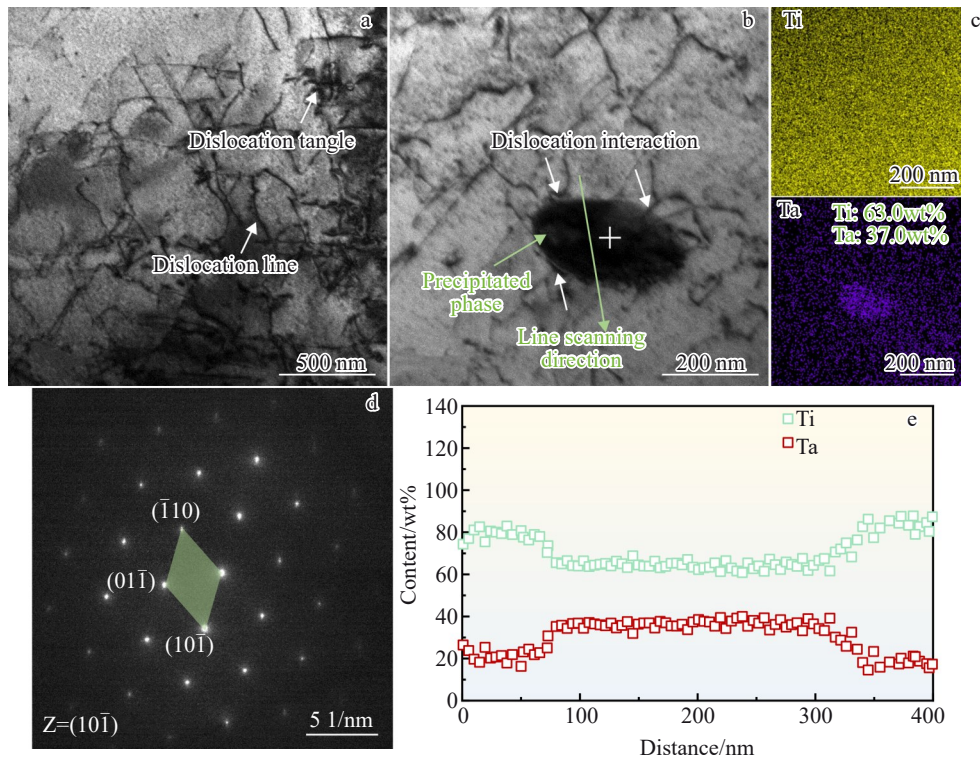 a
Dislocation tangle
Dislocation line
500 nm
b
Dislocation interaction
Precipitated
phase
Line scanning
direction
200 nm
c
Ti
200 nm
Ta
Ti: 63.0wt%
Ta: 37.0wt%
200 nm
d
(1̅10)
(011̅)
(101̅)
Z=(101̅)
5 1/nm
e
Ti
Ta
140
120
100
80
60
40
20
0
Content/wt%
0 100 200 300 400
Distance/nm